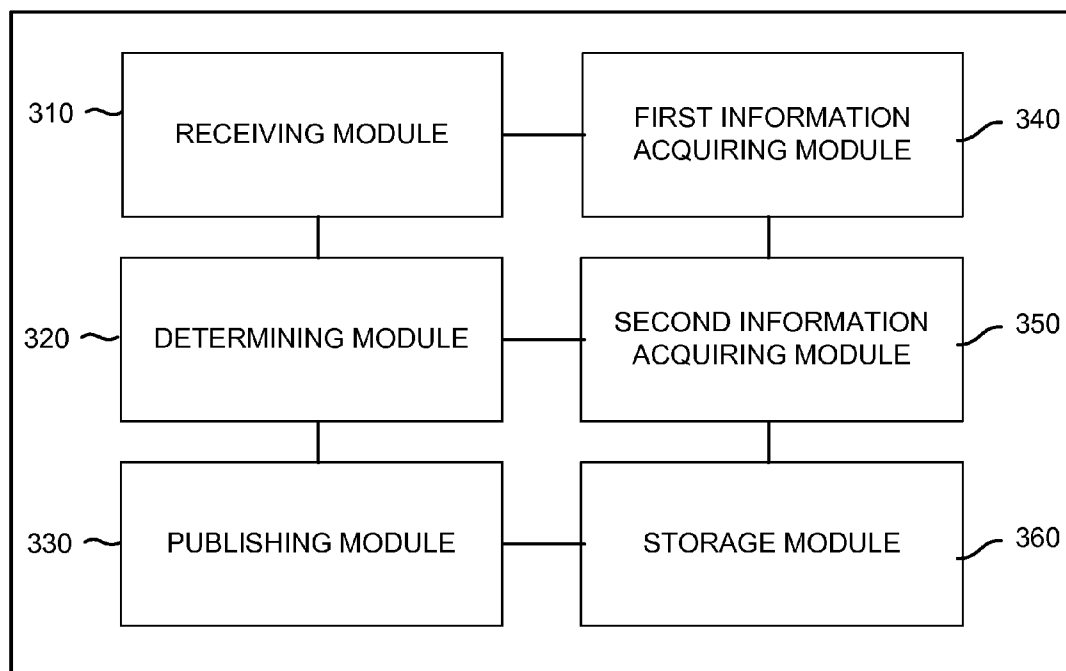 310
RECEIVING MODULE
FIRST INFORMATION
ACQUIRING MODULE
340
320
DETERMINING MODULE
SECOND INFORMATION
ACQUIRING MODULE
350
330
PUBLISHING MODULE
STORAGE MODULE
360